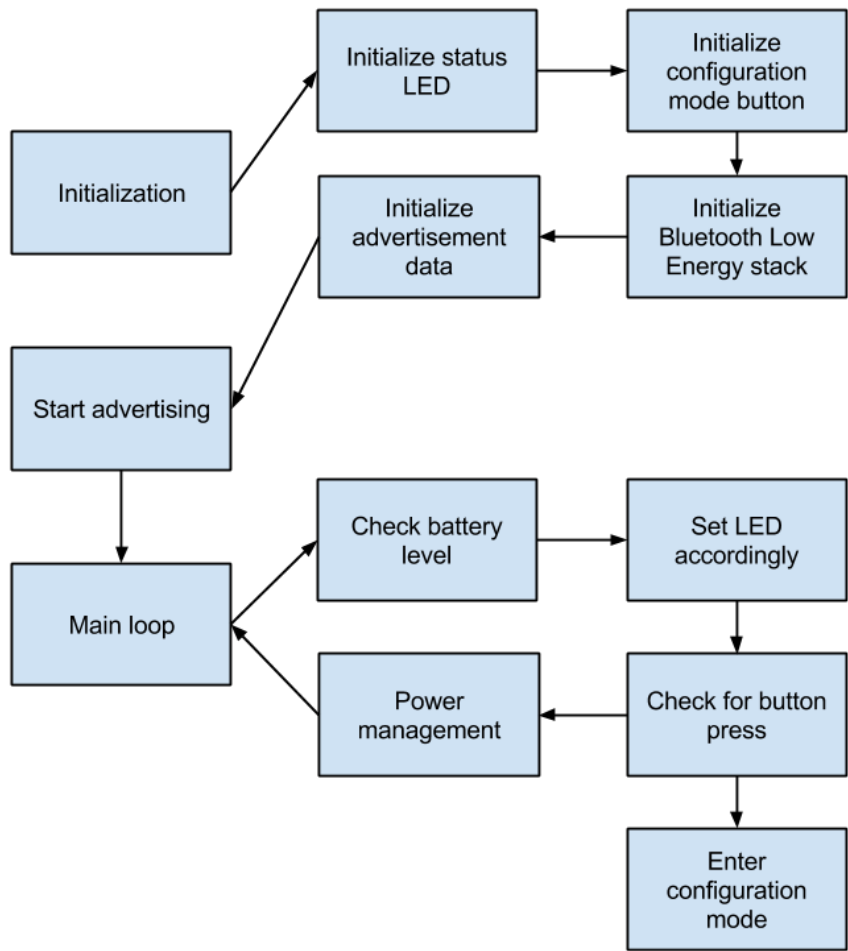 Initialization
Initialize status
LED
Initialize
configuration
mode button
Initialize
Bluetooth Low
Energy stack
Initialize
advertisement
data
Start advertising
Main loop
Check battery
level
Set LED
accordingly
Check for button
press
Power
management
Enter
configuration
mode